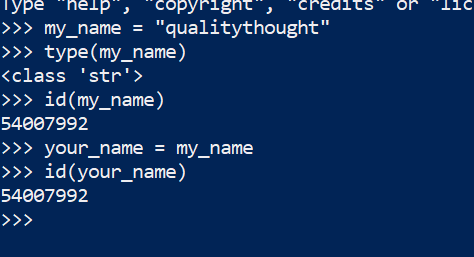 Type "help", "copyright", "credits" or "lic
>>> my_name = "qualitythought"
>>> type(my_name)
<class 'str'>
>>> id(my_name)
54007992
>>> your_name = my_name
>>> id(your_name)
54007992
>>>